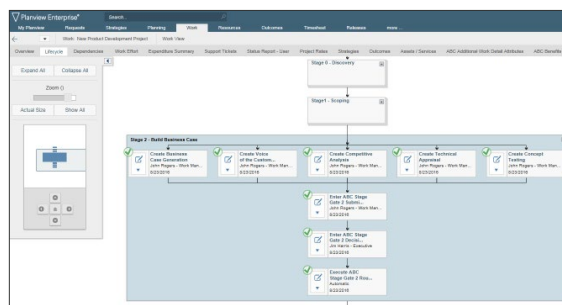 Planview Enterprise®
Search...
My Planview Requests Strategies Planning Work Resources Outcomes Timesheet Releases more ...
Work: New Product Development Project Work View
Overview Lifecycle Dependencies Work Effort Expenditure Summary Support Tickets Status Report - User Project Roles Strategies Outcomes Assets / Services ABC Additional Work Detail Attributes ABC Benefits
Expand All Collapse All
Zoom ()
Actual Size Show All
Stage 0 - Discovery
Stage1 - Scoping
Stage 2 - Build Business Case
Create Business Case Generation
John Rogers - Work Man...
6/23/2016
Create Voice of the Custom...
John Rogers - Work Man...
6/23/2016
Create Competitive Analysis
John Rogers - Work Man...
6/23/2016
Create Technical Appraisal
John Rogers - Work Man...
6/23/2016
Create Concept Testing
John Rogers - Work Man...
6/23/2016
Enter ABC Stage Gate 2 Submi...
John Rogers - Work Man...
6/23/2016
Enter ABC Stage Gate 2 Decisi...
Jim Harris - Executive
6/23/2016
Execute ABC Stage Gate 2 Rou...
Automatic
6/23/2016